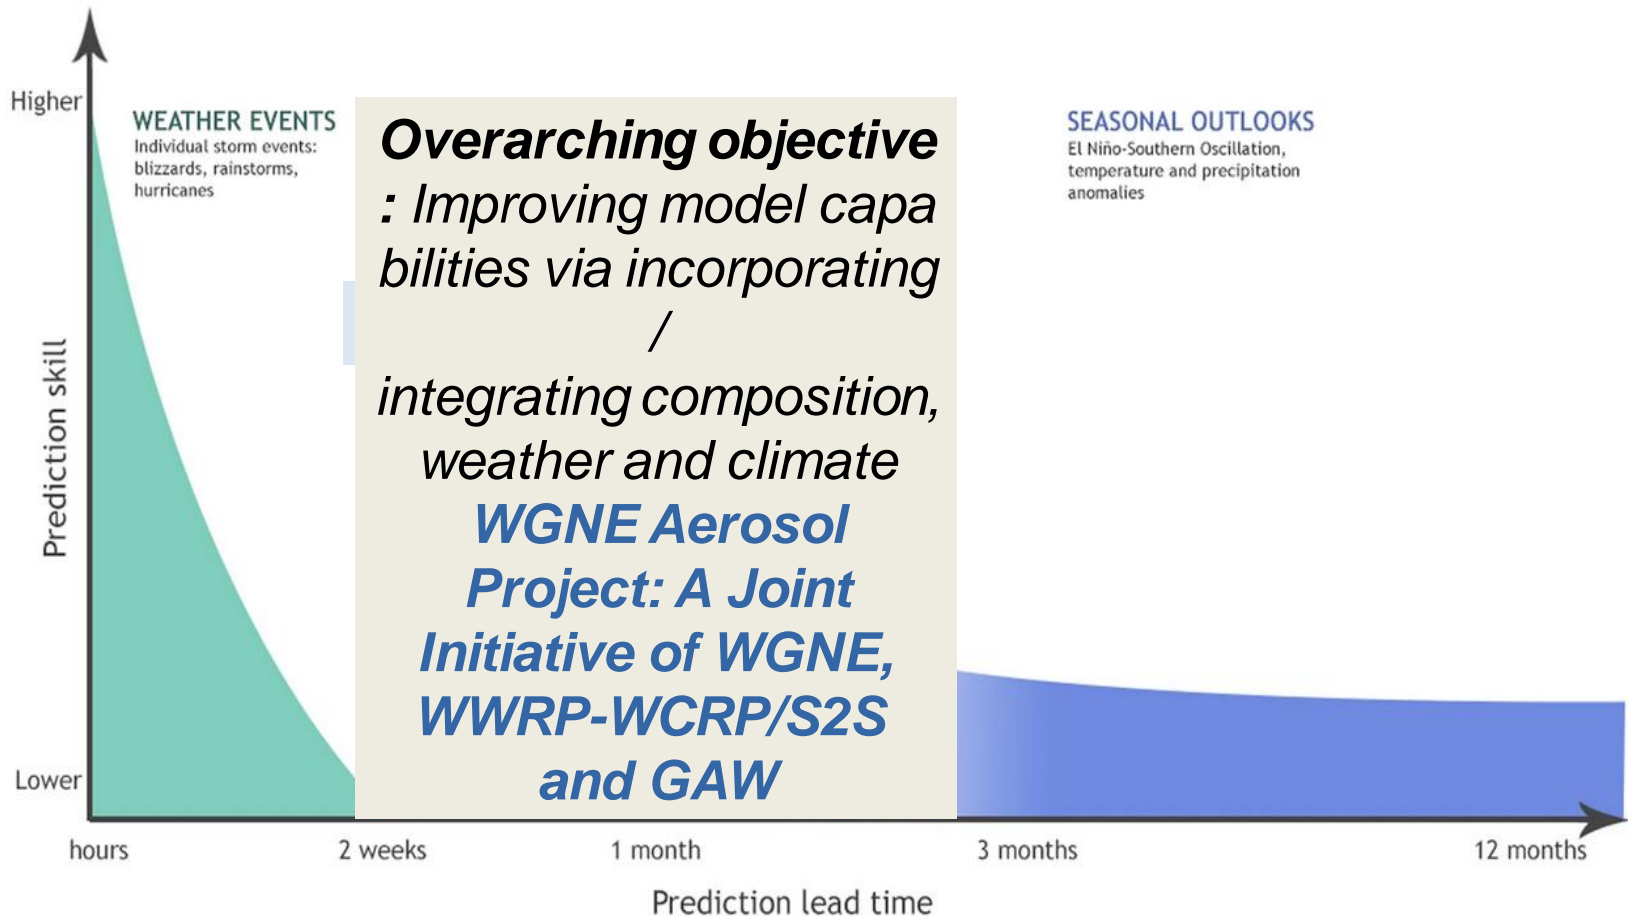 Higher
WEATHER EVENTS
Individual storm events:
blizzards, rainstorms,
hurricanes
Overarching objective
: Improving model capa
bilities via incorporating
/
integrating composition,
weather and climate
WGNE Aerosol
Project: A Joint
Initiative of WGNE,
WWRP-WCRP/S2S
and GAW
SEASONAL OUTLOOKS
El Niño-Southern Oscillation,
temperature and precipitation
anomalies
Prediction skill
Lower
hours
2 weeks
1 month
3 months
12 months
Prediction lead time